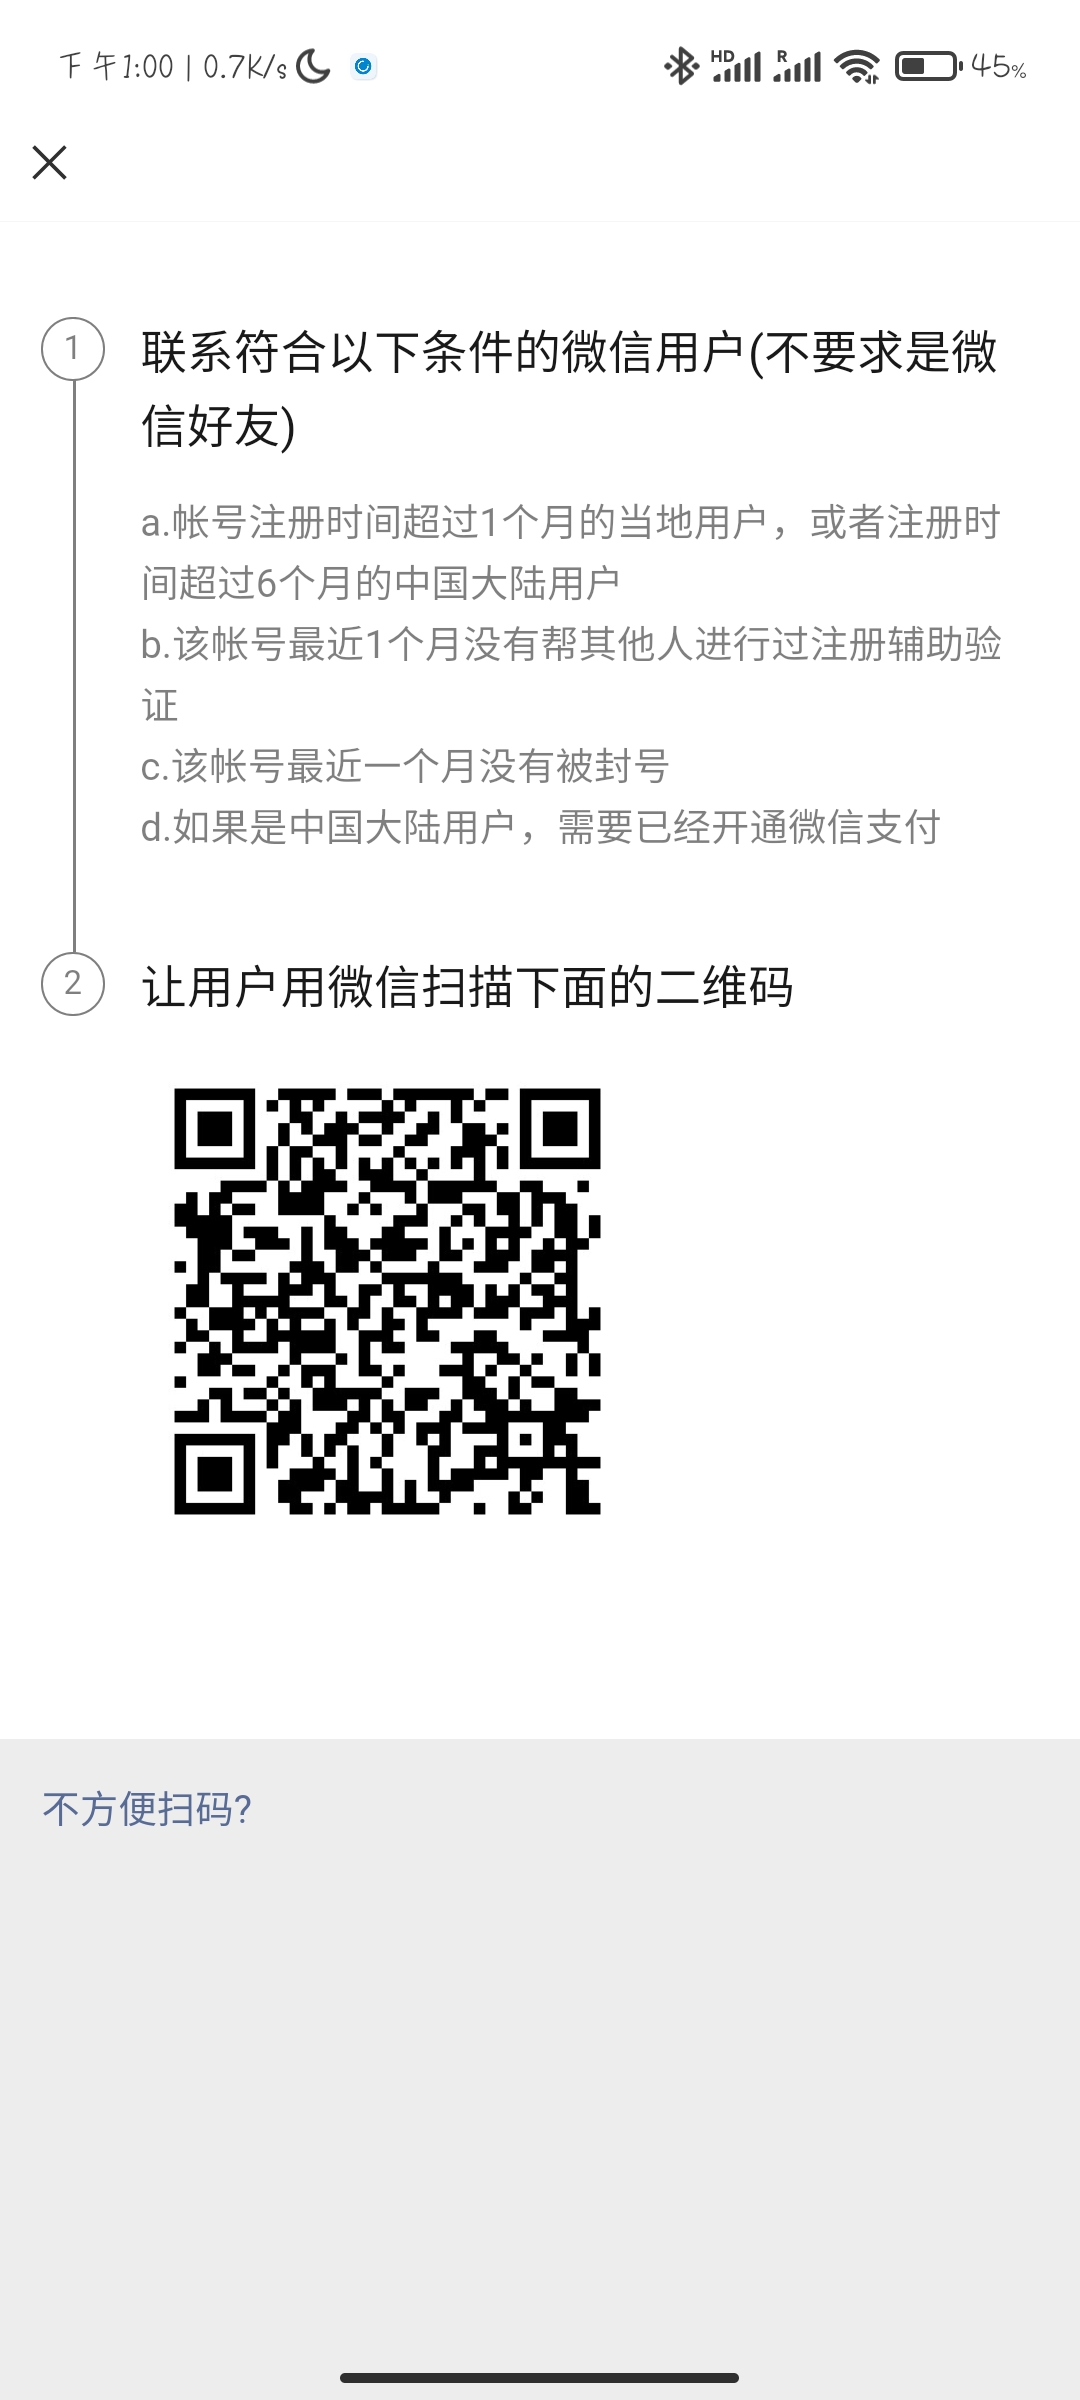 下午1:00 | 0.7K/s
HD
R
45%
1
联系符合以下条件的微信用户(不要求是微
信好友)
a.帐号注册时间超过1个月的当地用户，或者注册时
间超过6个月的中国大陆用户
b.该帐号最近1个月没有帮其他人进行过注册辅助验
证
c.该帐号最近一个月没有被封号
d.如果是中国大陆用户，需要已经开通微信支付
2
让用户用微信扫描下面的二维码
不方便扫码?